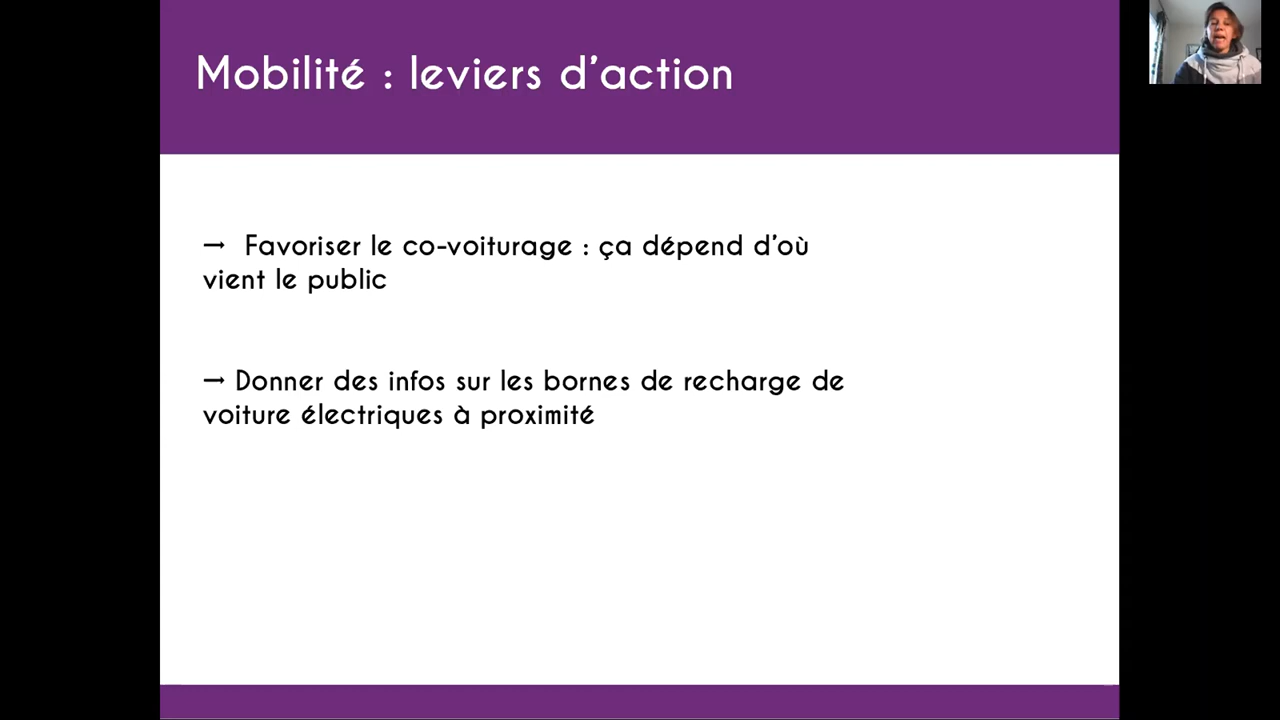 Mobilité : leviers d’action
→ Favoriser le co-voiturage : ça dépend d’où
vient le public
→ Donner des infos sur les bornes de recharge de
voiture électriques à proximité